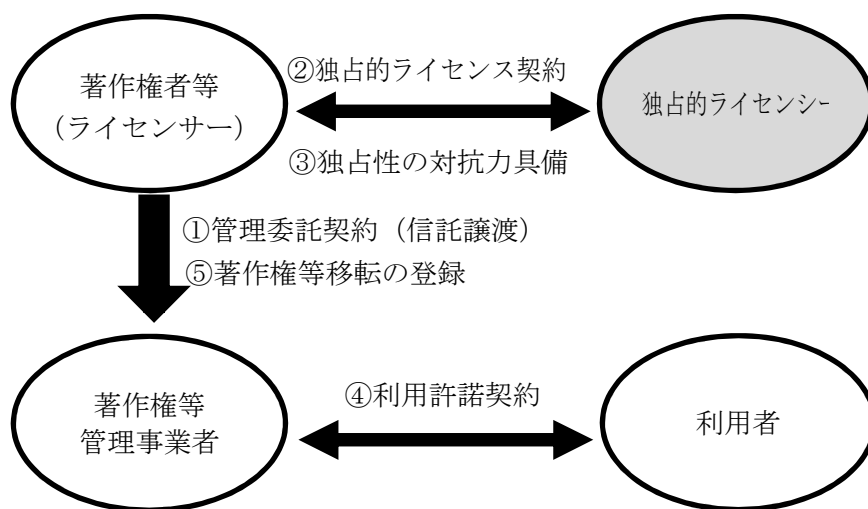 著作権者等
（ライセンサー）
②独占的ライセンス契約
③独占性の対抗力具備
独占的ライセンシー
①管理委託契約（信託譲渡）
⑤著作権等移転の登録
著作権等
管理事業者
④利用許諾契約
利用者